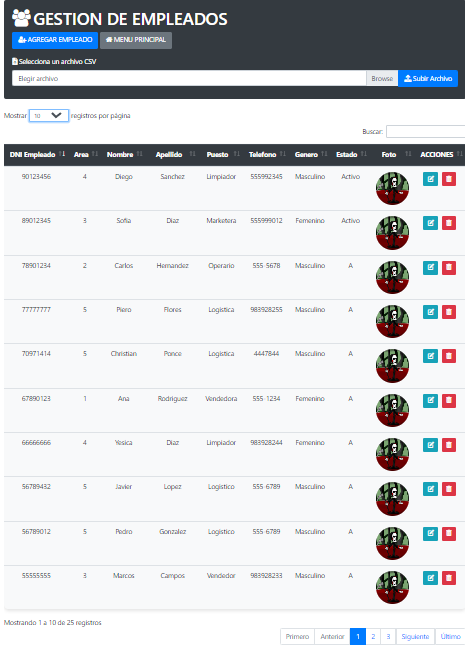 GESTION DE EMPLEADOS
AGREGAR EMPLEADO MENU PRINCIPAL
Selecciona un archivo CSV
Elegir archivo Browse Subir Archivo
Mostrar 10 registros por página
Buscar:
DNI Empleado Area Nombre Apellido Puesto Telefono Genero Estado Foto ACCIONES
90123456 4 Diego Sanchez Limpiador 555992345 Masculino Activo
89012345 3 Sofia Diaz Marketera 555999012 Femenino Activo
78901234 2 Carlos Hernandez Operario 555-5678 Masculino A
77777777 5 Piero Flores Logistica 983928255 Masculino A
70971414 5 Christian Ponce Logistica 4447844 Masculino A
67890123 1 Ana Rodriguez Vendedora 555-1234 Femenino A
66666666 4 Yesica Diaz Limpiador 983928244 Femenino A
56789432 5 Javier Lopez Logistico 555-6789 Masculino A
56789012 5 Pedro Gonzalez Logistico 555-6789 Masculino A
55555555 3 Marcos Campos Vendedor 983928233 Masculino A
Mostrando 1 a 10 de 25 registros
Primero Anterior 1 2 3 Siguiente Último